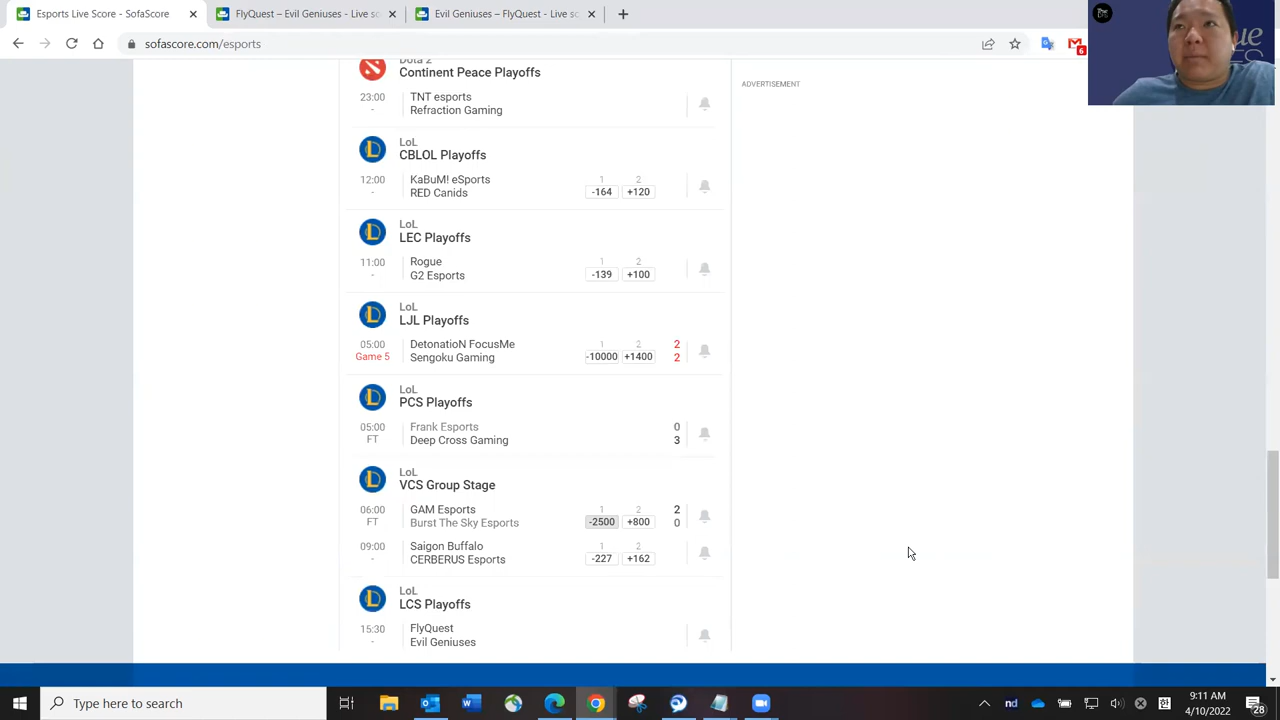 Esports Live Score - SofaScore
FlyQuest – Evil Geniuses - Live s
Evil Geniuses – FlyQuest - Live sc
sofascore.com/esports
6
Dota 2
Continent Peace Playoffs
23:00
-
TNT esports
Refraction Gaming
ADVERTISEMENT
LoL
CBLOL Playoffs
12:00
-
KaBuM! eSports
RED Canids
1 2
-164 +120
LoL
LEC Playoffs
11:00
-
Rogue
G2 Esports
1 2
-139 +100
LoL
LJL Playoffs
05:00
Game 5
DetonatioN FocusMe
Sengoku Gaming
1 2
-10000 +1400
2
2
LoL
PCS Playoffs
05:00
FT
Frank Esports
Deep Cross Gaming
0
3
LoL
VCS Group Stage
06:00
FT
GAM Esports
Burst The Sky Esports
1 2
-2500 +800
2
0
09:00
-
Saigon Buffalo
CERBERUS Esports
1 2
-227 +162
LoL
LCS Playoffs
15:30
-
FlyQuest
Evil Geniuses
Type here to search
nd
9:11 AM
4/10/2022
28